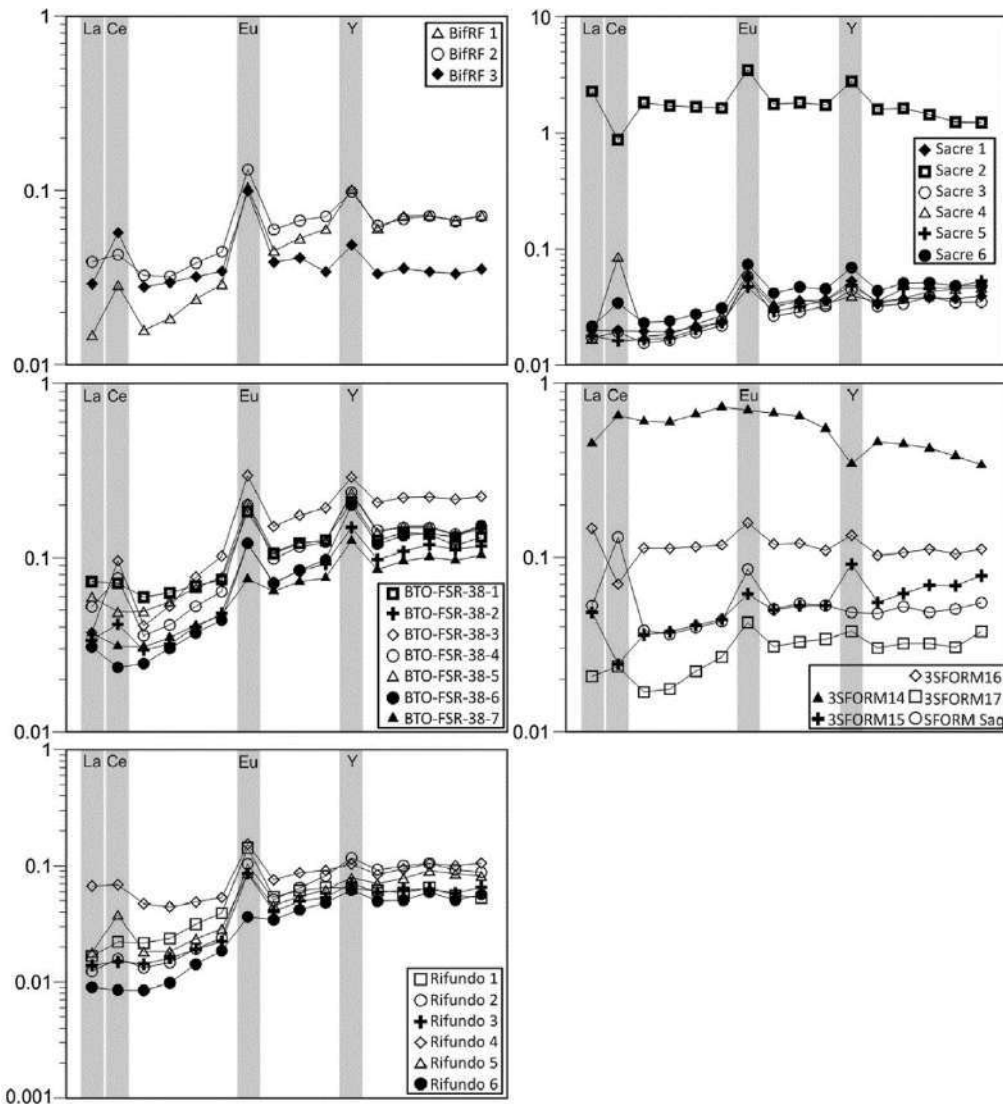 1
0.1
0.01
La Ce Eu Y
BifRF 1
BifRF 2
BifRF 3
10
1
0.1
0.01
La Ce Eu Y
Sacre 1
Sacre 2
Sacre 3
Sacre 4
Sacre 5
Sacre 6
1
0.1
0.01
La Ce Eu Y
BTO-FSR-38-1
BTO-FSR-38-2
BTO-FSR-38-3
BTO-FSR-38-4
BTO-FSR-38-5
BTO-FSR-38-6
BTO-FSR-38-7
1
0.1
0.01
La Ce Eu Y
3SFORM16
3SFORM14 3SFORM17
3SFORM15 SFORM Saq
1
0.1
0.01
0.001
La Ce Eu Y
Rifundo 1
Rifundo 2
Rifundo 3
Rifundo 4
Rifundo 5
Rifundo 6